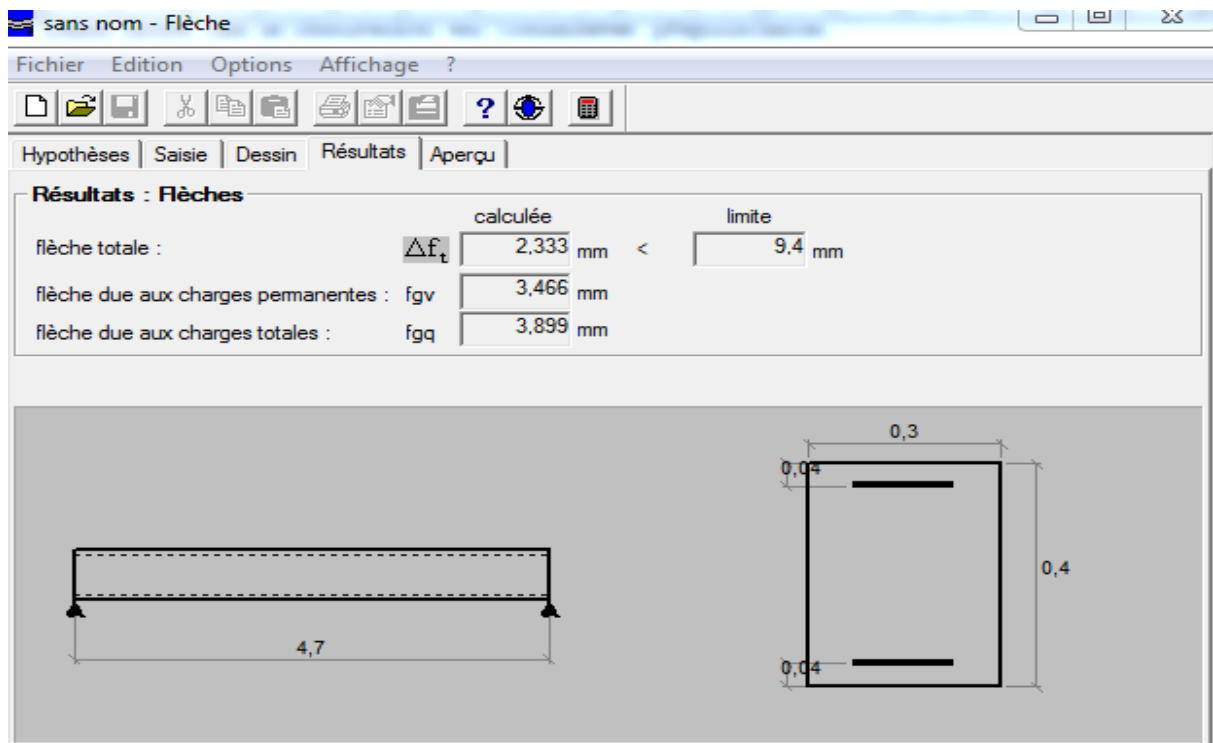 sans nom - Flèche
Fichier Edition Options Affichage ?
Hypothèses Saisie Dessin Résultats Aperçu
Résultats : Flèches
calculée limite
flèche totale : Δft 2,333 mm < 9,4 mm
flèche due aux charges permanentes : fgv 3,466 mm
flèche due aux charges totales : fgq 3,899 mm
0,3
0,04
0,4
4,7
0,04